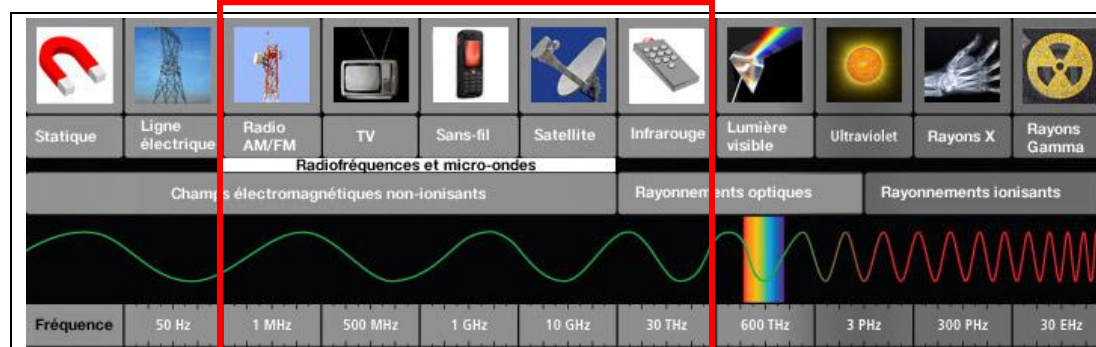 Statique
Ligne
électrique
Radio
AM/FM
TV
Sans-fil
Satellite
Infrarouge
Lumière
visible
Ultraviolet
Rayons X
Rayons
Gamma
Radiofréquences et micro-ondes
Champs électromagnétiques non-ionisants
Rayonnements optiques
Rayonnements ionisants
Fréquence
50 Hz
1 MHz
500 MHz
1 GHz
10 GHz
30 THz
600 THz
3 PHz
300 PHz
30 EHz